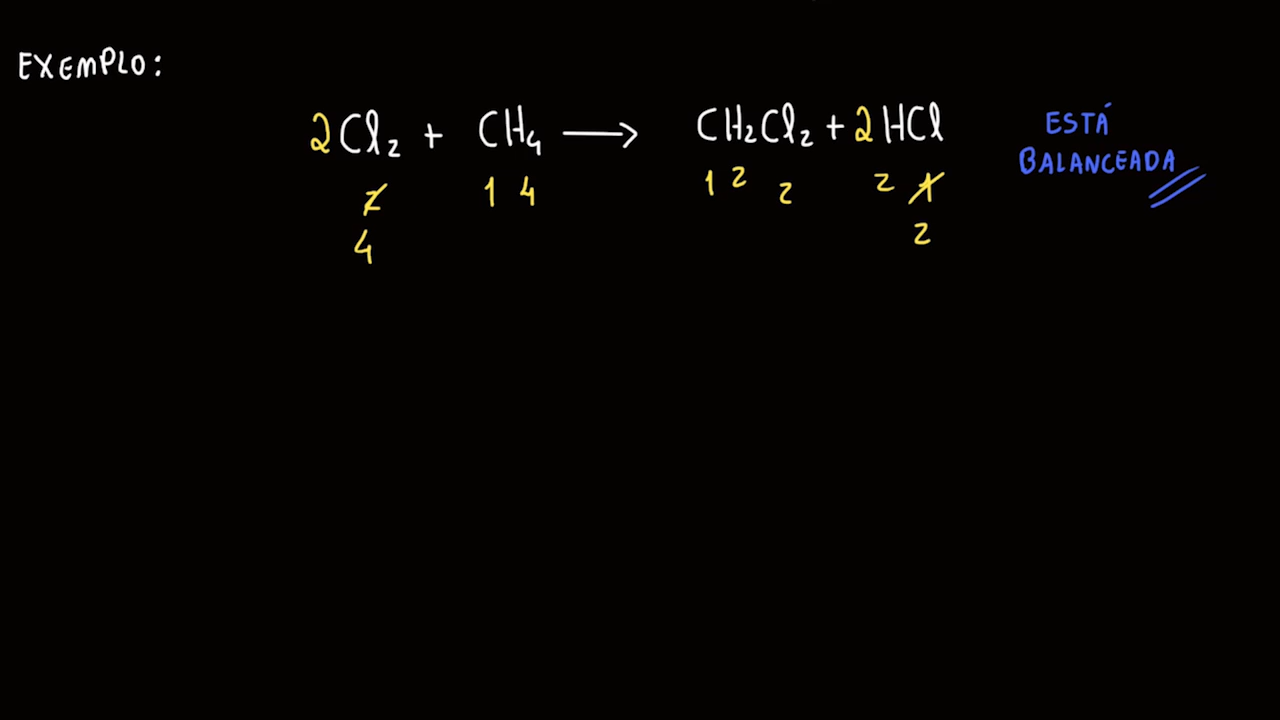 EXEMPLO:
2Cl₂ + CH₄ ⟶ CH₂Cl₂ + 2HCl
ESTÁ
BALANCEADA
2 1 4 1 2 2 2 1
4 2